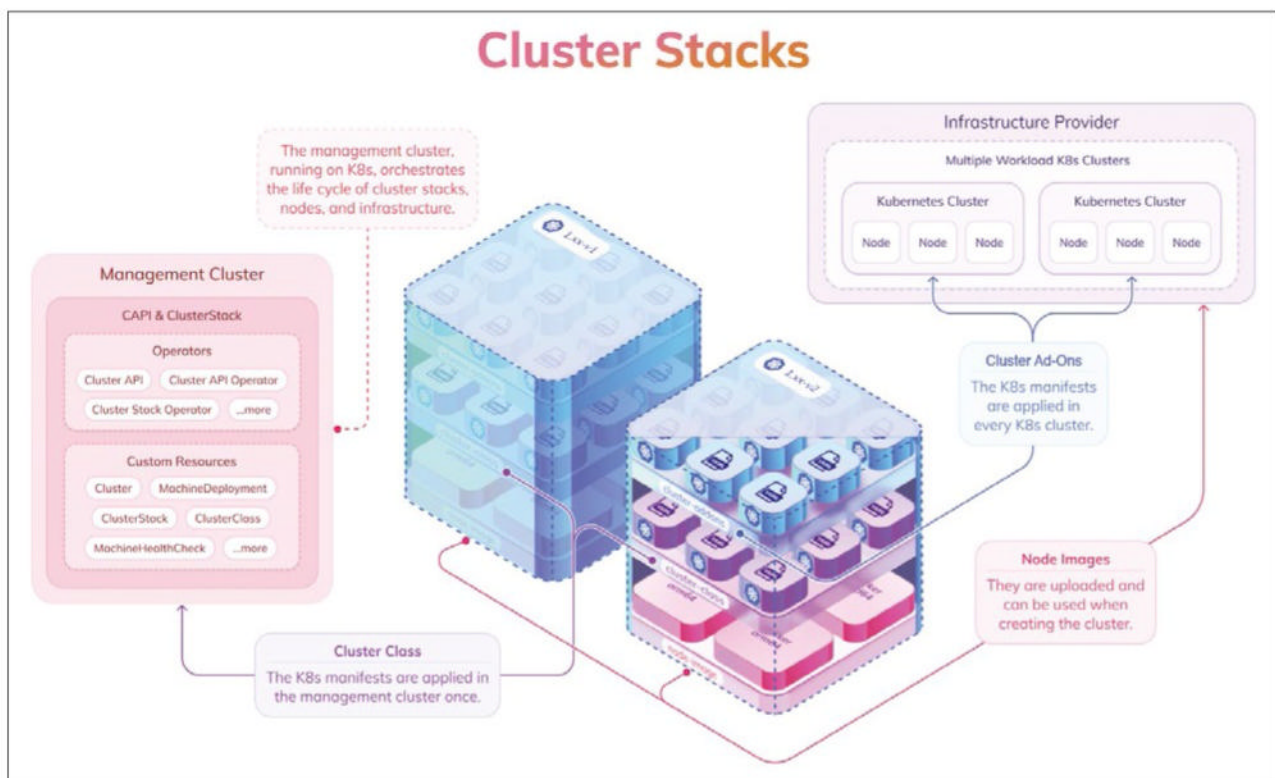 Cluster Stacks
The management cluster,
running on K8s, orchestrates
the life cycle of cluster stacks,
nodes, and infrastructure.
Management Cluster
CAPI & ClusterStack
Operators
Cluster API
Cluster API Operator
Cluster Stack Operator
...more
Custom Resources
Cluster
MachineDeployment
ClusterStack
ClusterClass
MachineHealthCheck
...more
Cluster Class
The K8s manifests are applied in
the management cluster once.
Infrastructure Provider
Multiple Workload K8s Clusters
Kubernetes Cluster
Node
Node
Node
Kubernetes Cluster
Node
Node
Node
Cluster Ad-Ons
The K8s manifests
are applied in
every K8s cluster.
Node Images
They are uploaded and
can be used when
creating the cluster.
cluster-addons
cluster-class